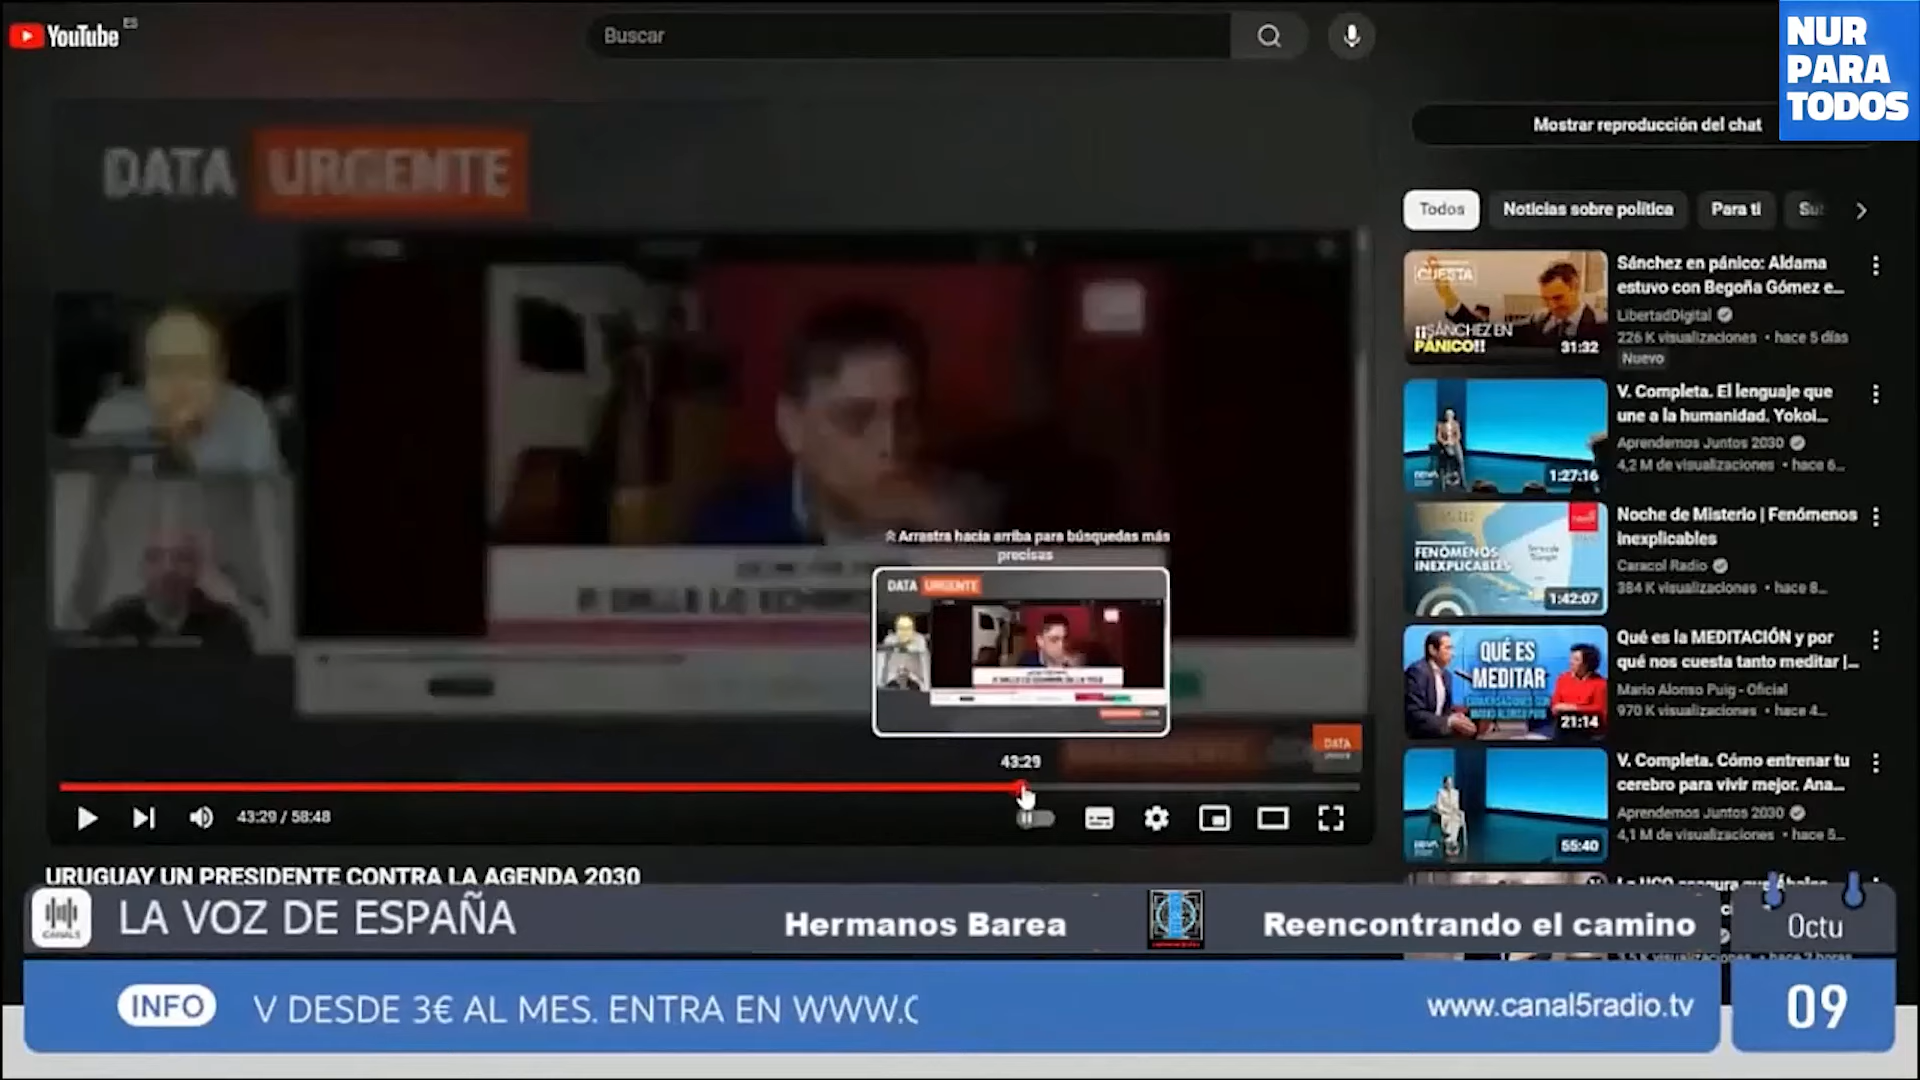 YouTube ES
Buscar
NUR
PARA
TODOS
Mostrar reproducción del chat
DATA URGENTE
Todos
Noticias sobre política
Para ti
CUESTA
¡¡SÁNCHEZ EN
PÁNICO!!
31:32
Sánchez en pánico: Aldama
estuvo con Begoña Gómez e...
LibertadDigital
226 K visualizaciones • hace 5 días
Nuevo
1:27:16
V. Completa. El lenguaje que
une a la humanidad. Yokoi...
Aprendemos Juntos 2030
4,2 M de visualizaciones • hace 6...
FENÓMENOS
INEXPLICABLES
1:42:07
Noche de Misterio | Fenómenos
inexplicables
Caracol Radio
384 K visualizaciones • hace 8...
QUÉ ES
MEDITAR
21:14
Qué es la MEDITACIÓN y por
qué nos cuesta tanto meditar |...
Mario Alonso Puig - Oficial
970 K visualizaciones • hace 4...
55:40
V. Completa. Cómo entrenar tu
cerebro para vivir mejor. Ana...
Aprendemos Juntos 2030
4,1 M de visualizaciones • hace 5...
Arrastra hacia arriba para búsquedas más
precisas
DATA URGENTE
DATA
43:29
43:29 / 58:48
URUGUAY UN PRESIDENTE CONTRA LA AGENDA 2030
LA VOZ DE ESPAÑA
Hermanos Barea
Reencontrando el camino
Octu
09
INFO
V DESDE 3€ AL MES. ENTRA EN WWW.
www.canal5radio.tv